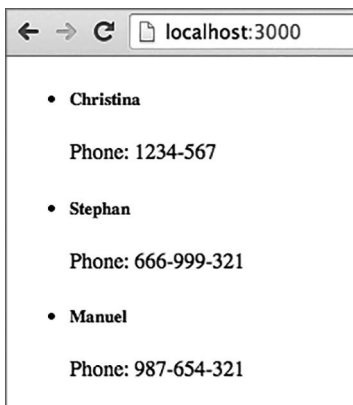 localhost:3000
Christina
Phone: 1234-567
Stephan
Phone: 666-999-321
Manuel
Phone: 987-654-321